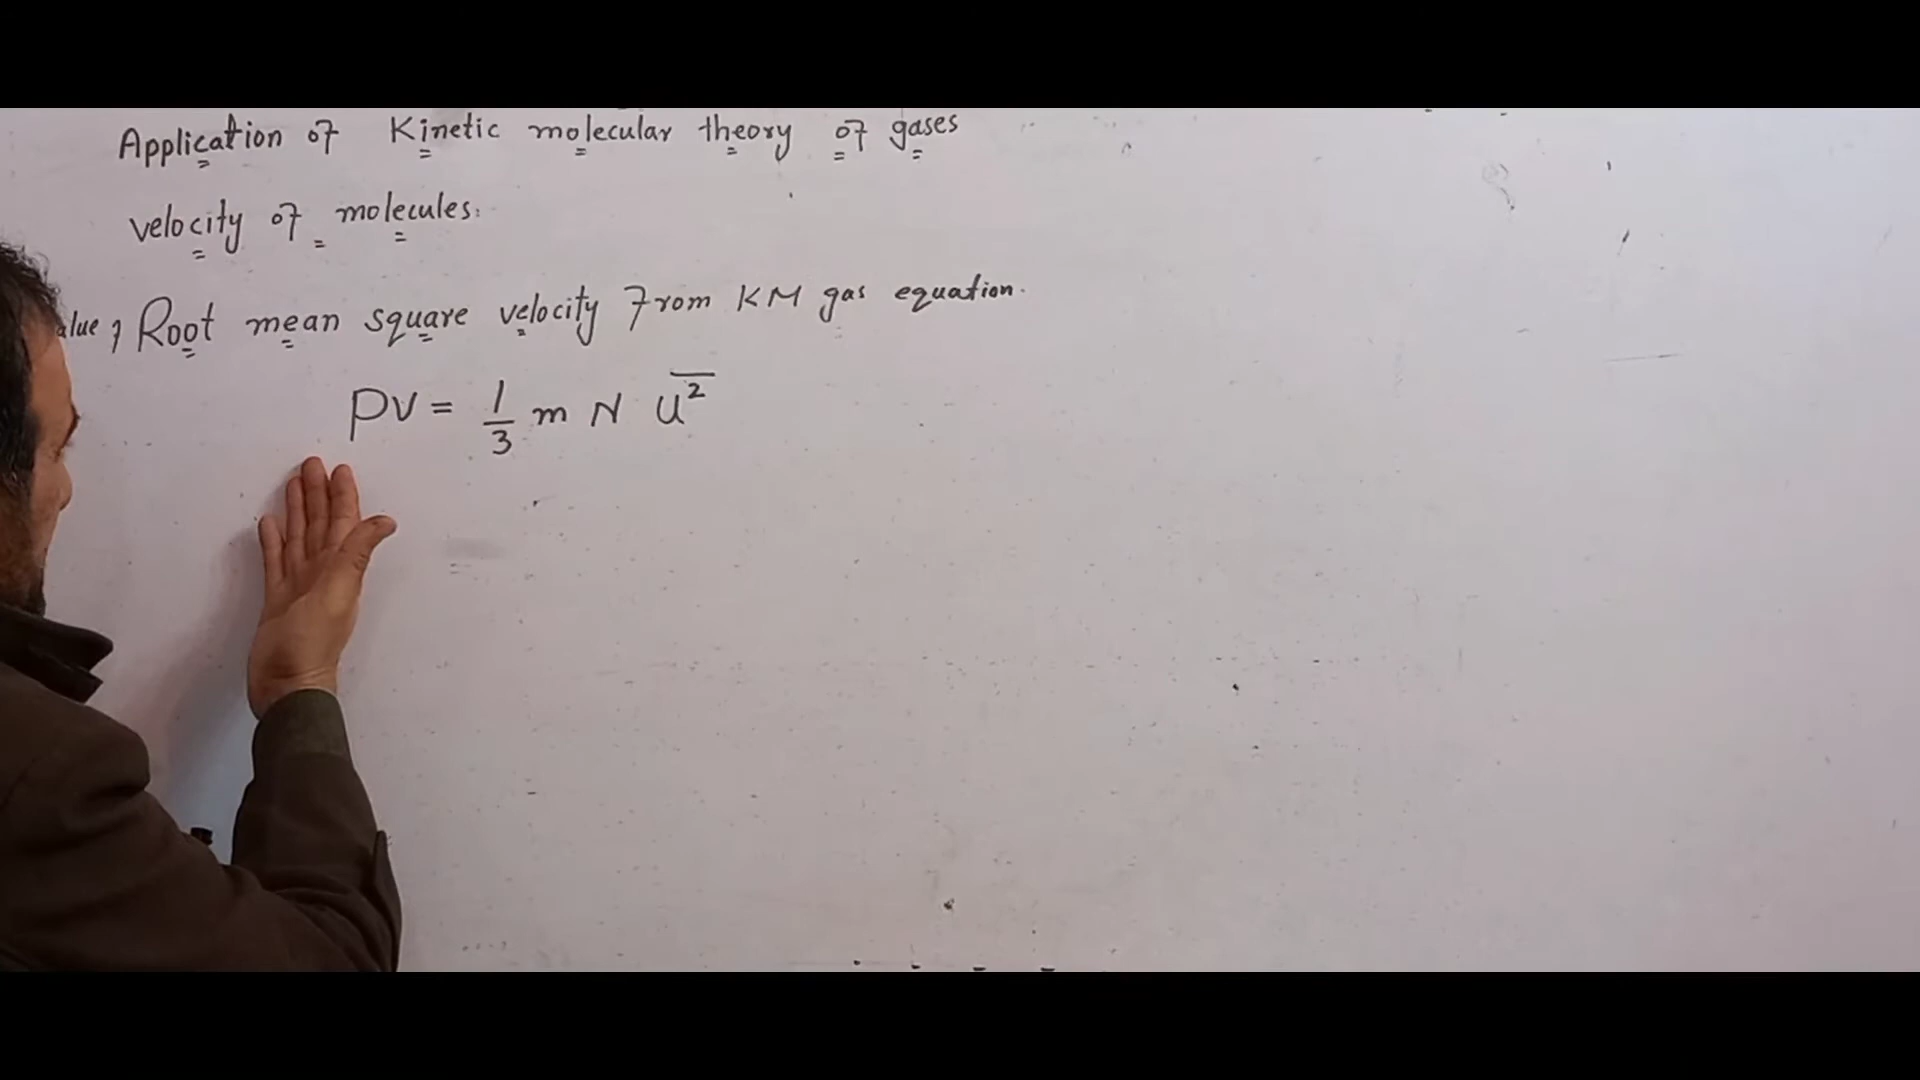 Application of Kinetic molecular theory of gases
velocity of molecules:
Root mean square velocity from KM gas equation.
PV = 1/3 m N U̅²